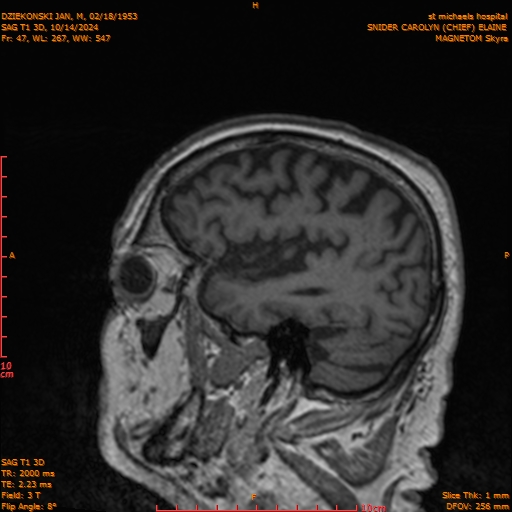 H
DZIEKONSKI JAN, M, 02/18/1953
SAG T1 3D, 10/14/2024
Fr: 47, WL: 267, WW: 547
st michaels hospital
SNIDER CAROLYN (CHIEF) ELAINE
MAGNETOM Skyra
A
P
10
cm
SAG T1 3D
TR: 2000 ms
TE: 2.23 ms
Field: 3 T
Flip Angle: 8°
F
10cm
Slice Thk: 1 mm
DFOV: 256 mm